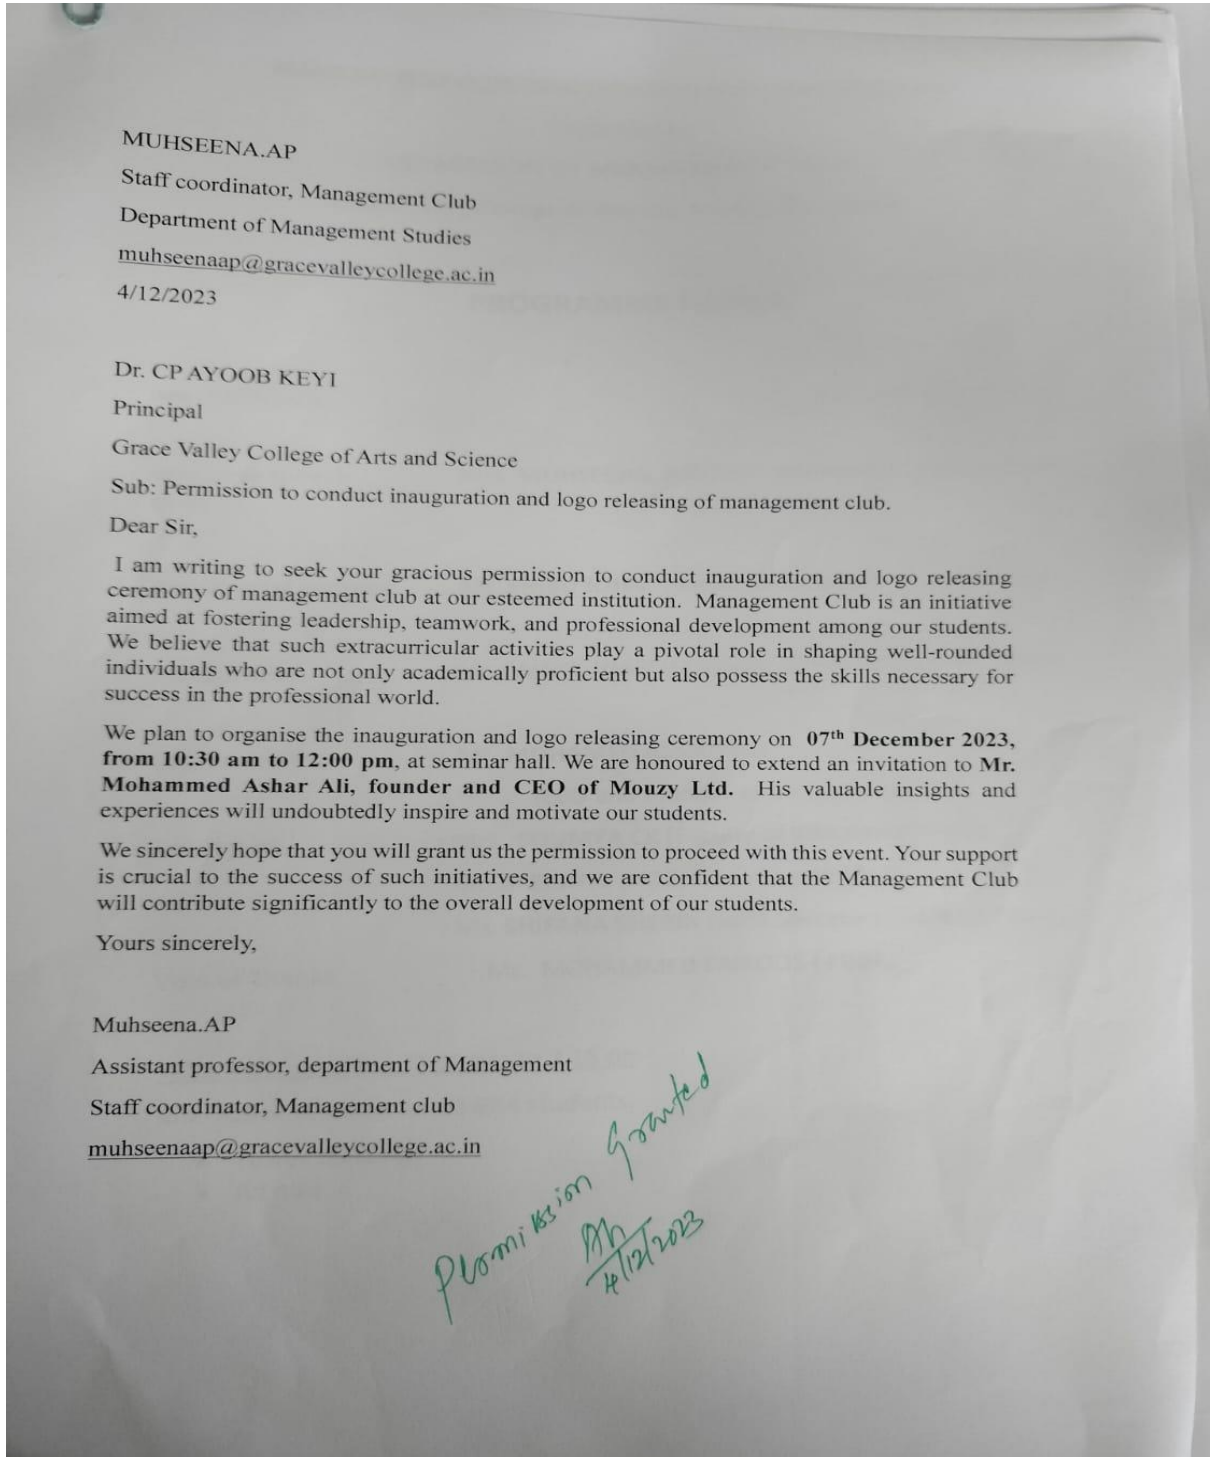 MUHSEENA.AP
Staff coordinator, Management Club
Department of Management Studies
muhseenaap@gracevalleycollege.ac.in
4/12/2023
Dr. CP AYOOB KEYI
Principal
Grace Valley College of Arts and Science
Sub: Permission to conduct inauguration and logo releasing of management club.
Dear Sir,
I am writing to seek your gracious permission to conduct inauguration and logo releasing
ceremony of management club at our esteemed institution. Management Club is an initiative
aimed at fostering leadership, teamwork, and professional development among our students.
We believe that such extracurricular activities play a pivotal role in shaping well-rounded
individuals who are not only academically proficient but also possess the skills necessary for
success in the professional world.
We plan to organise the inauguration and logo releasing ceremony on 07th December 2023,
from 10:30 am to 12:00 pm, at seminar hall. We are honoured to extend an invitation to Mr.
Mohammed Ashar Ali, founder and CEO of Mouzy Ltd. His valuable insights and
experiences will undoubtedly inspire and motivate our students.
We sincerely hope that you will grant us the permission to proceed with this event. Your support
is crucial to the success of such initiatives, and we are confident that the Management Club
will contribute significantly to the overall development of our students.
Yours sincerely,
Muhseena.AP
Assistant professor, department of Management
Staff coordinator, Management club
muhseenaap@gracevalleycollege.ac.in
Permission Granted
4/12/2023